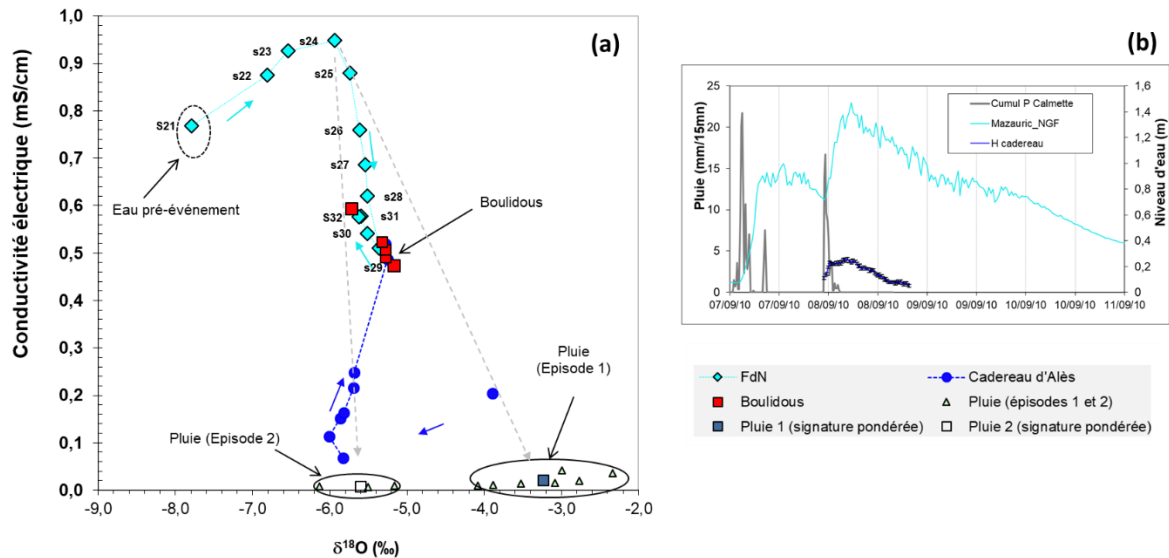 (a)
Conductivité électrique (mS/cm)
1,0
0,9
0,8
0,7
0,6
0,5
0,4
0,3
0,2
0,1
0,0
s24
s23
s22
s25
S21
s26
s27
s28
s31
S32
s30
s29
Eau pré-événement
Boulidous
Pluie
(Episode 1)
Pluie (Episode 2)
-9,0 -8,0 -7,0 -6,0 -5,0 -4,0 -3,0 -2,0
δ18O (‰)
(b)
Pluie (mm/15mm)
25
20
15
10
5
0
Cumul P Calmette
Mazauric_NGF
H cadereau
1,6
1,4
1,2
1
0,8
0,6
0,4
0,2
0
Niveau d'eau (m)
07/09/10 07/09/10 08/09/10 08/09/10 09/09/10 09/09/10 10/09/10 10/09/10 11/09/10
FdN Cadereau d'Alès
Boulidous Pluie (épisodes 1 et 2)
Pluie 1 (signature pondérée) Pluie 2 (signature pondérée)